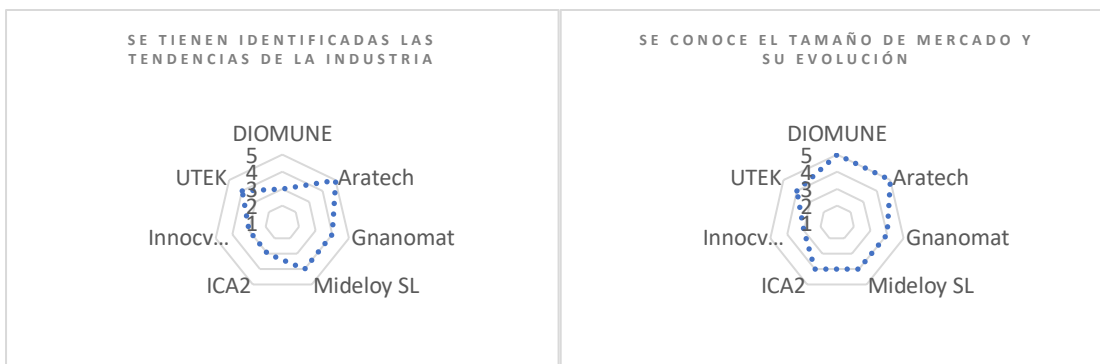 SE TIENEN IDENTIFICADAS LAS
TENDENCIAS DE LA INDUSTRIA
DIOMUNE
5
4
3
2
1
Aratech
Gnanomat
Mideloy SL
ICA2
Innocv...
UTEK
SE CONOCE EL TAMAÑO DE MERCADO Y
SU EVOLUCIÓN
DIOMUNE
5
4
3
2
1
Aratech
Gnanomat
Mideloy SL
ICA2
Innocv...
UTEK